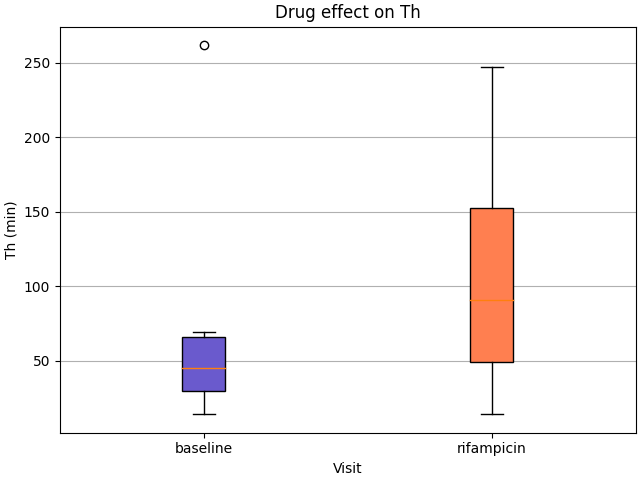 Drug effect on Th
Th (min)
250
200
150
100
50
baseline
rifampicin
Visit